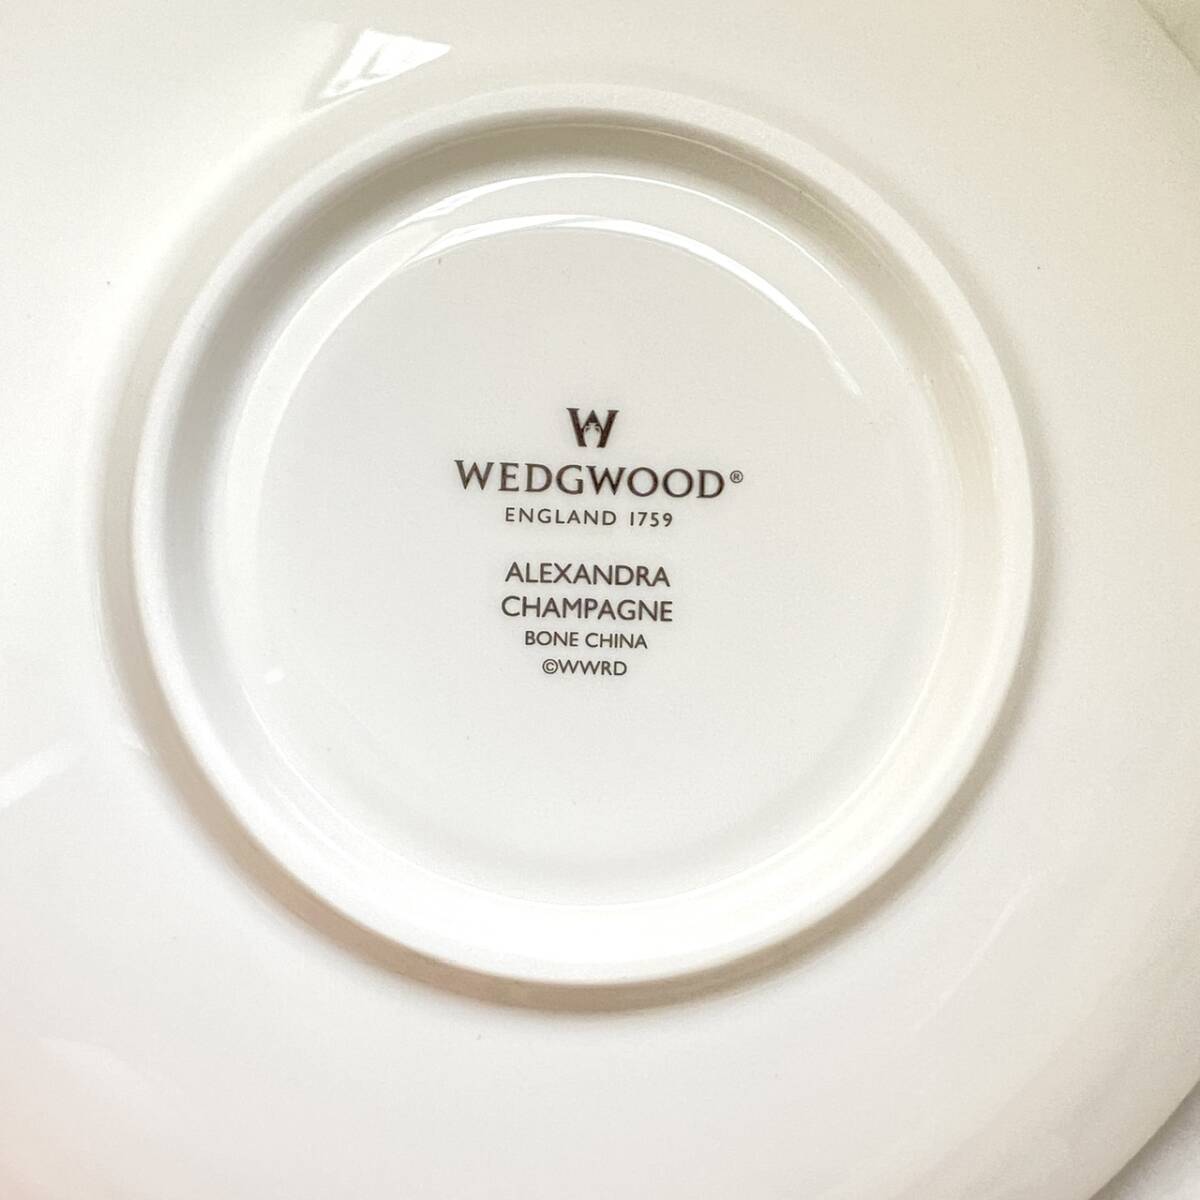 W
WEDGWOOD®
ENGLAND 1759
ALEXANDRA
CHAMPAGNE
BONE CHINA
©WWRD